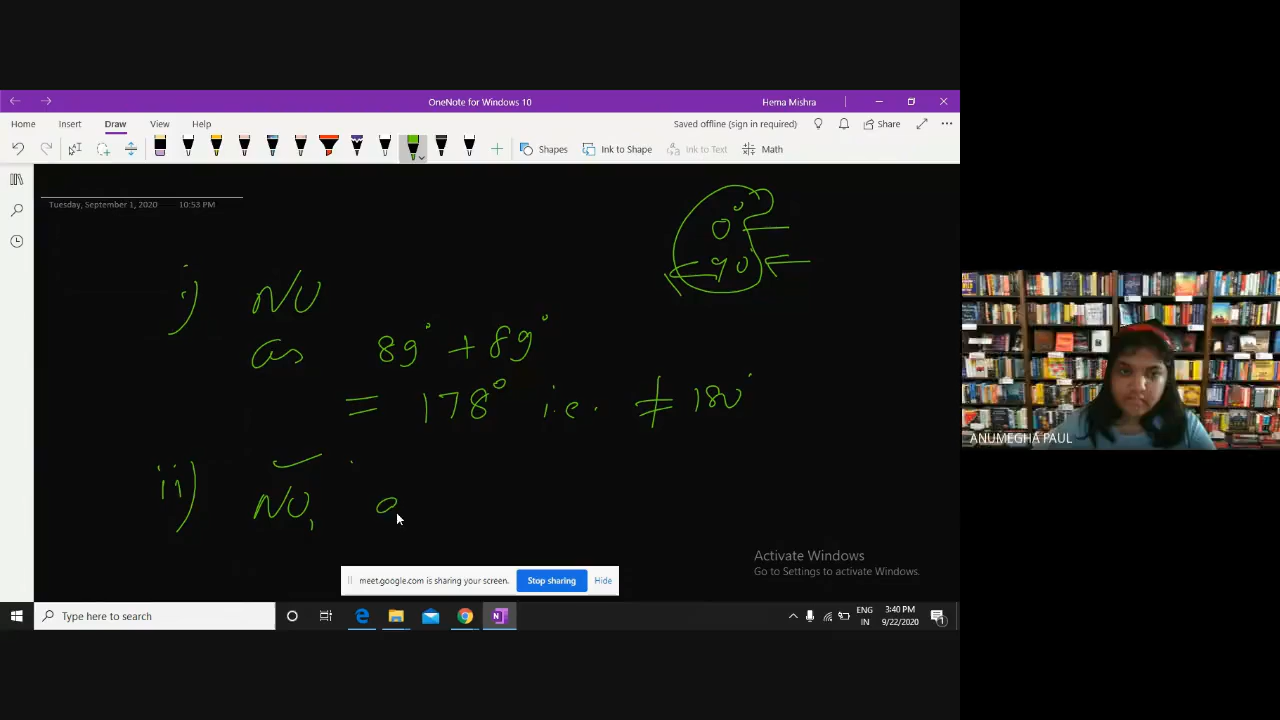 OneNote for Windows 10
Hema Mishra
Home Insert Draw View Help
Saved offline (sign in required)
Share
Shapes
Ink to Shape
Ink to Text
Math
Tuesday, September 1, 2020 10:53 PM
0°
90°
i) NO
as 89° + 89°
= 178° i.e. ≠ 180°
ii) NO,
ANUMEGHA PAUL
Activate Windows
Go to Settings to activate Windows.
meet.google.com is sharing your screen.
Stop sharing
Hide
Type here to search
ENG
IN
3:40 PM
9/22/2020
1